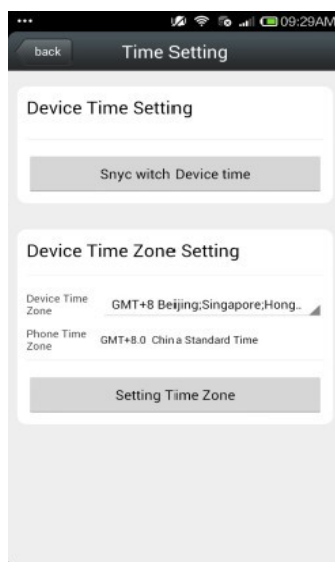 ... 09:29AM
back Time Setting
Device Time Setting
Snyc witch Device time
Device Time Zone Setting
Device Time
Zone
GMT+8 Beijing;Singapore;Hong..
Phone Time
Zone
GMT+8.0 China Standard Time
Setting Time Zone